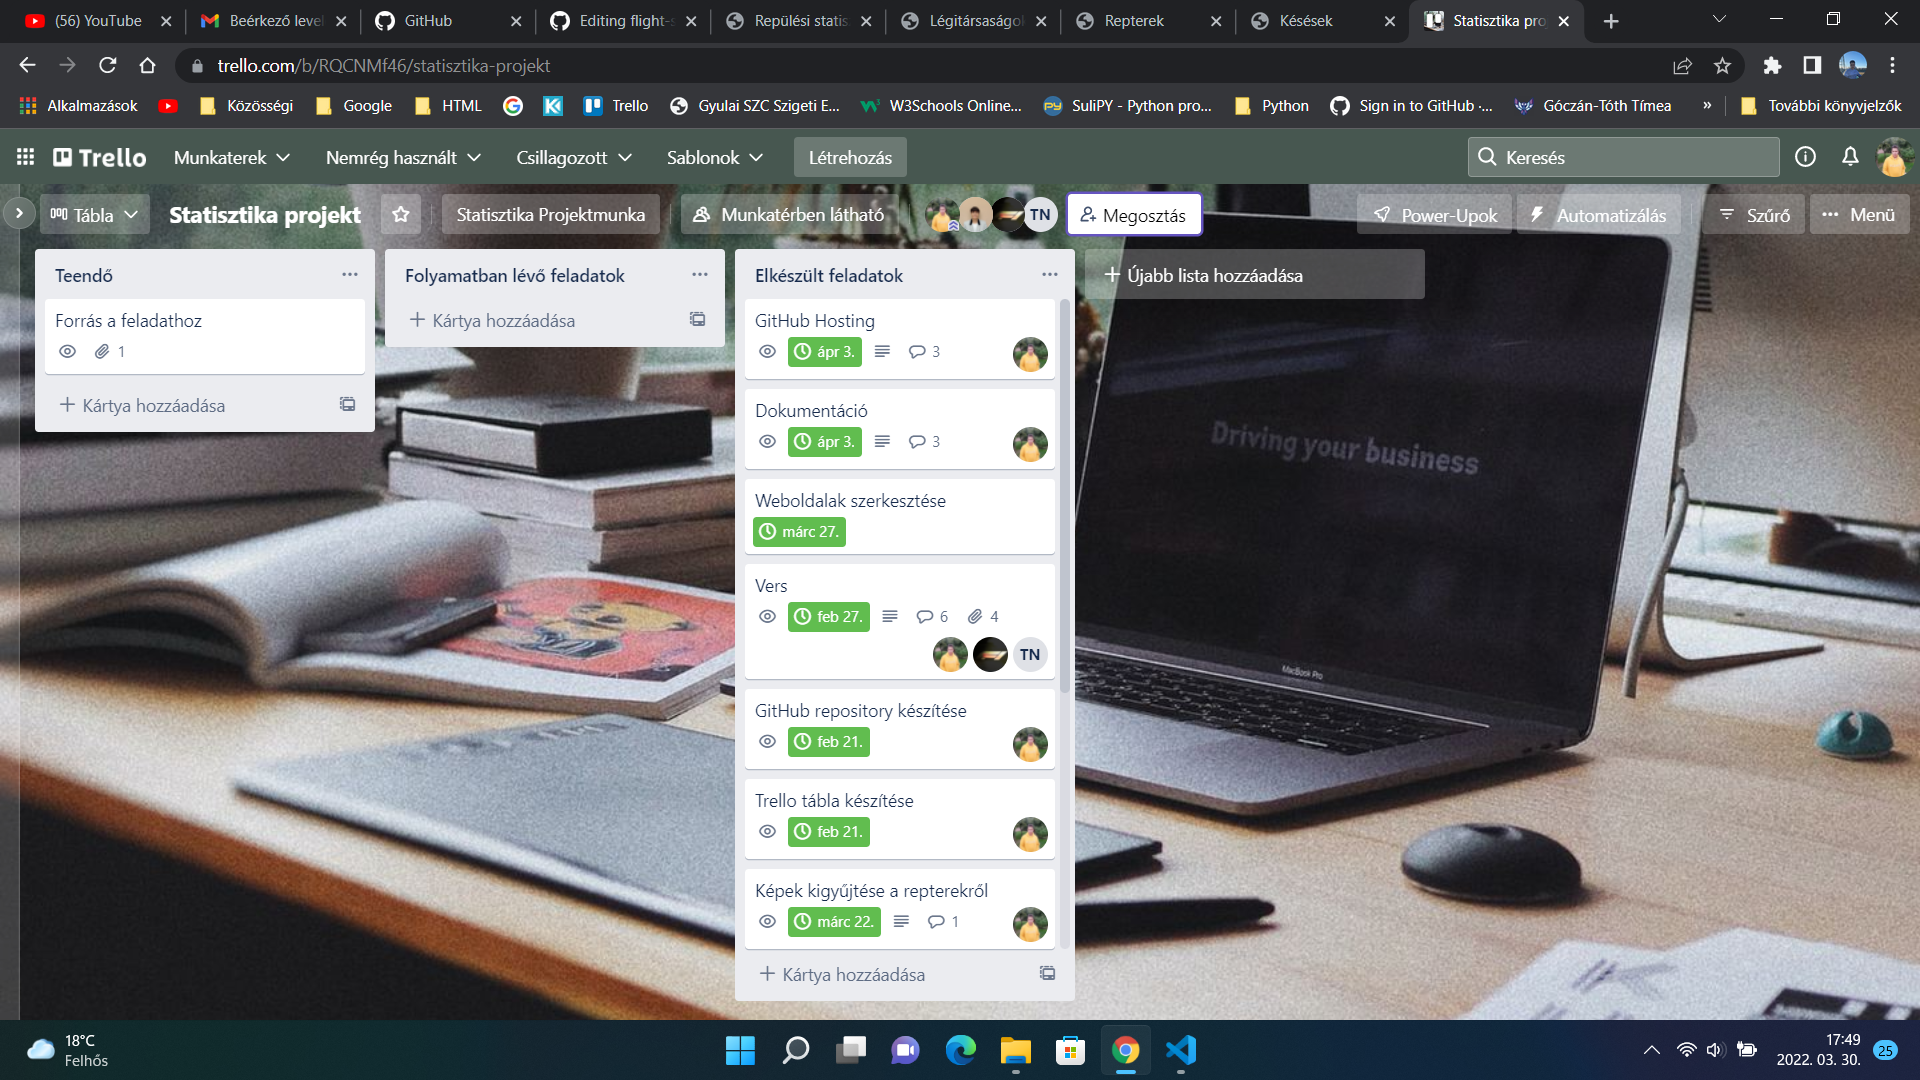 (56) YouTube
Beérkező level
GitHub
Editing flight-s
Repülési statis
Légitársaságok
Repterek
Késések
Statisztika pro
trello.com/b/RQCNMf46/statisztika-projekt
Alkalmazások
Közösségi
Google
HTML
Trello
Gyulai SZC Szigeti E...
W3Schools Online...
SuliPY - Python pro...
Python
Sign in to GitHub ·...
Góczán-Tóth Tímea
»
További könyvjelzők
Trello
Munkaterek
Nemrég használt
Csillagozott
Sablonok
Létrehozás
Keresés
Tábla
Statisztika projekt
Statisztika Projektmunka
Munkatérben látható
TN
Megosztás
Power-Upok
Automatizálás
Szűrő
Menü
Teendő
Forrás a feladathoz
1
+ Kártya hozzáadása
Folyamatban lévő feladatok
+ Kártya hozzáadása
Elkészült feladatok
GitHub Hosting
ápr 3.
3
Dokumentáció
ápr 3.
3
Weboldalak szerkesztése
márc 27.
Vers
feb 27.
6
4
TN
GitHub repository készítése
feb 21.
Trello tábla készítése
feb 21.
Képek kigyűjtése a repterekről
márc 22.
1
+ Kártya hozzáadása
+ Újabb lista hozzáadása
Driving your business
MacBook Pro
18°C
Felhős
17:49
2022. 03. 30.
25